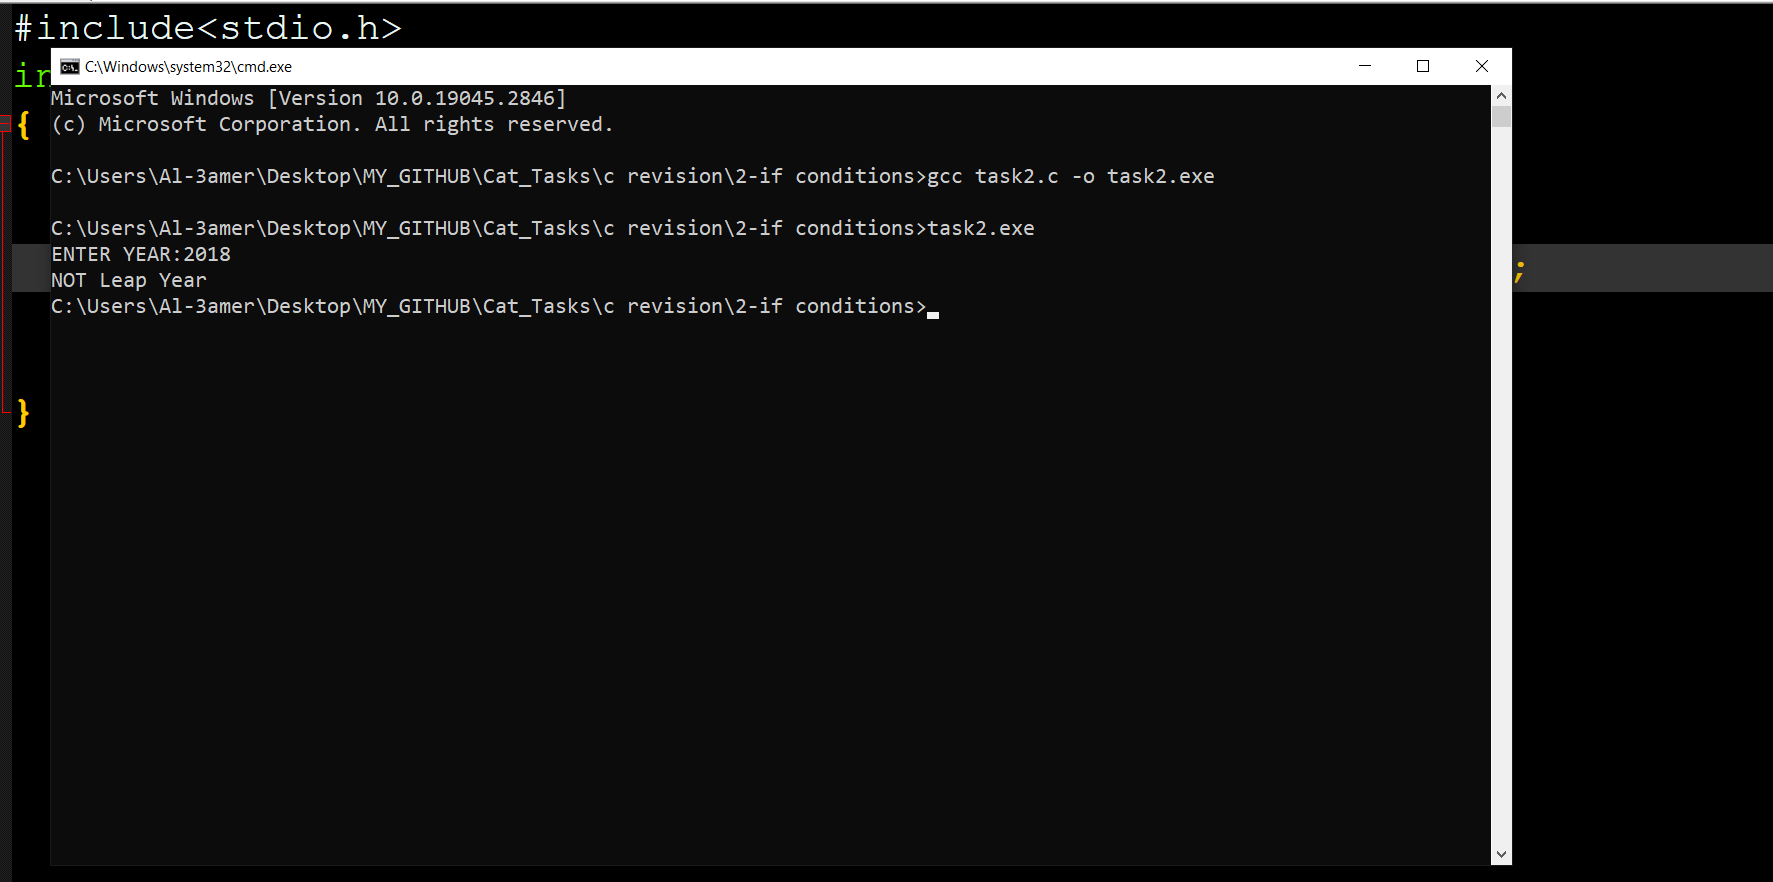 #include<stdio.h>
C:\Windows\system32\cmd.exe
in
Microsoft Windows [Version 10.0.19045.2846]
{
(c) Microsoft Corporation. All rights reserved.
C:\Users\Al-3amer\Desktop\MY_GITHUB\Cat_Tasks\c revision\2-if conditions>gcc task2.c -o task2.exe
C:\Users\Al-3amer\Desktop\MY_GITHUB\Cat_Tasks\c revision\2-if conditions>task2.exe
ENTER YEAR:2018
;
NOT Leap Year
C:\Users\Al-3amer\Desktop\MY_GITHUB\Cat_Tasks\c revision\2-if conditions>
}